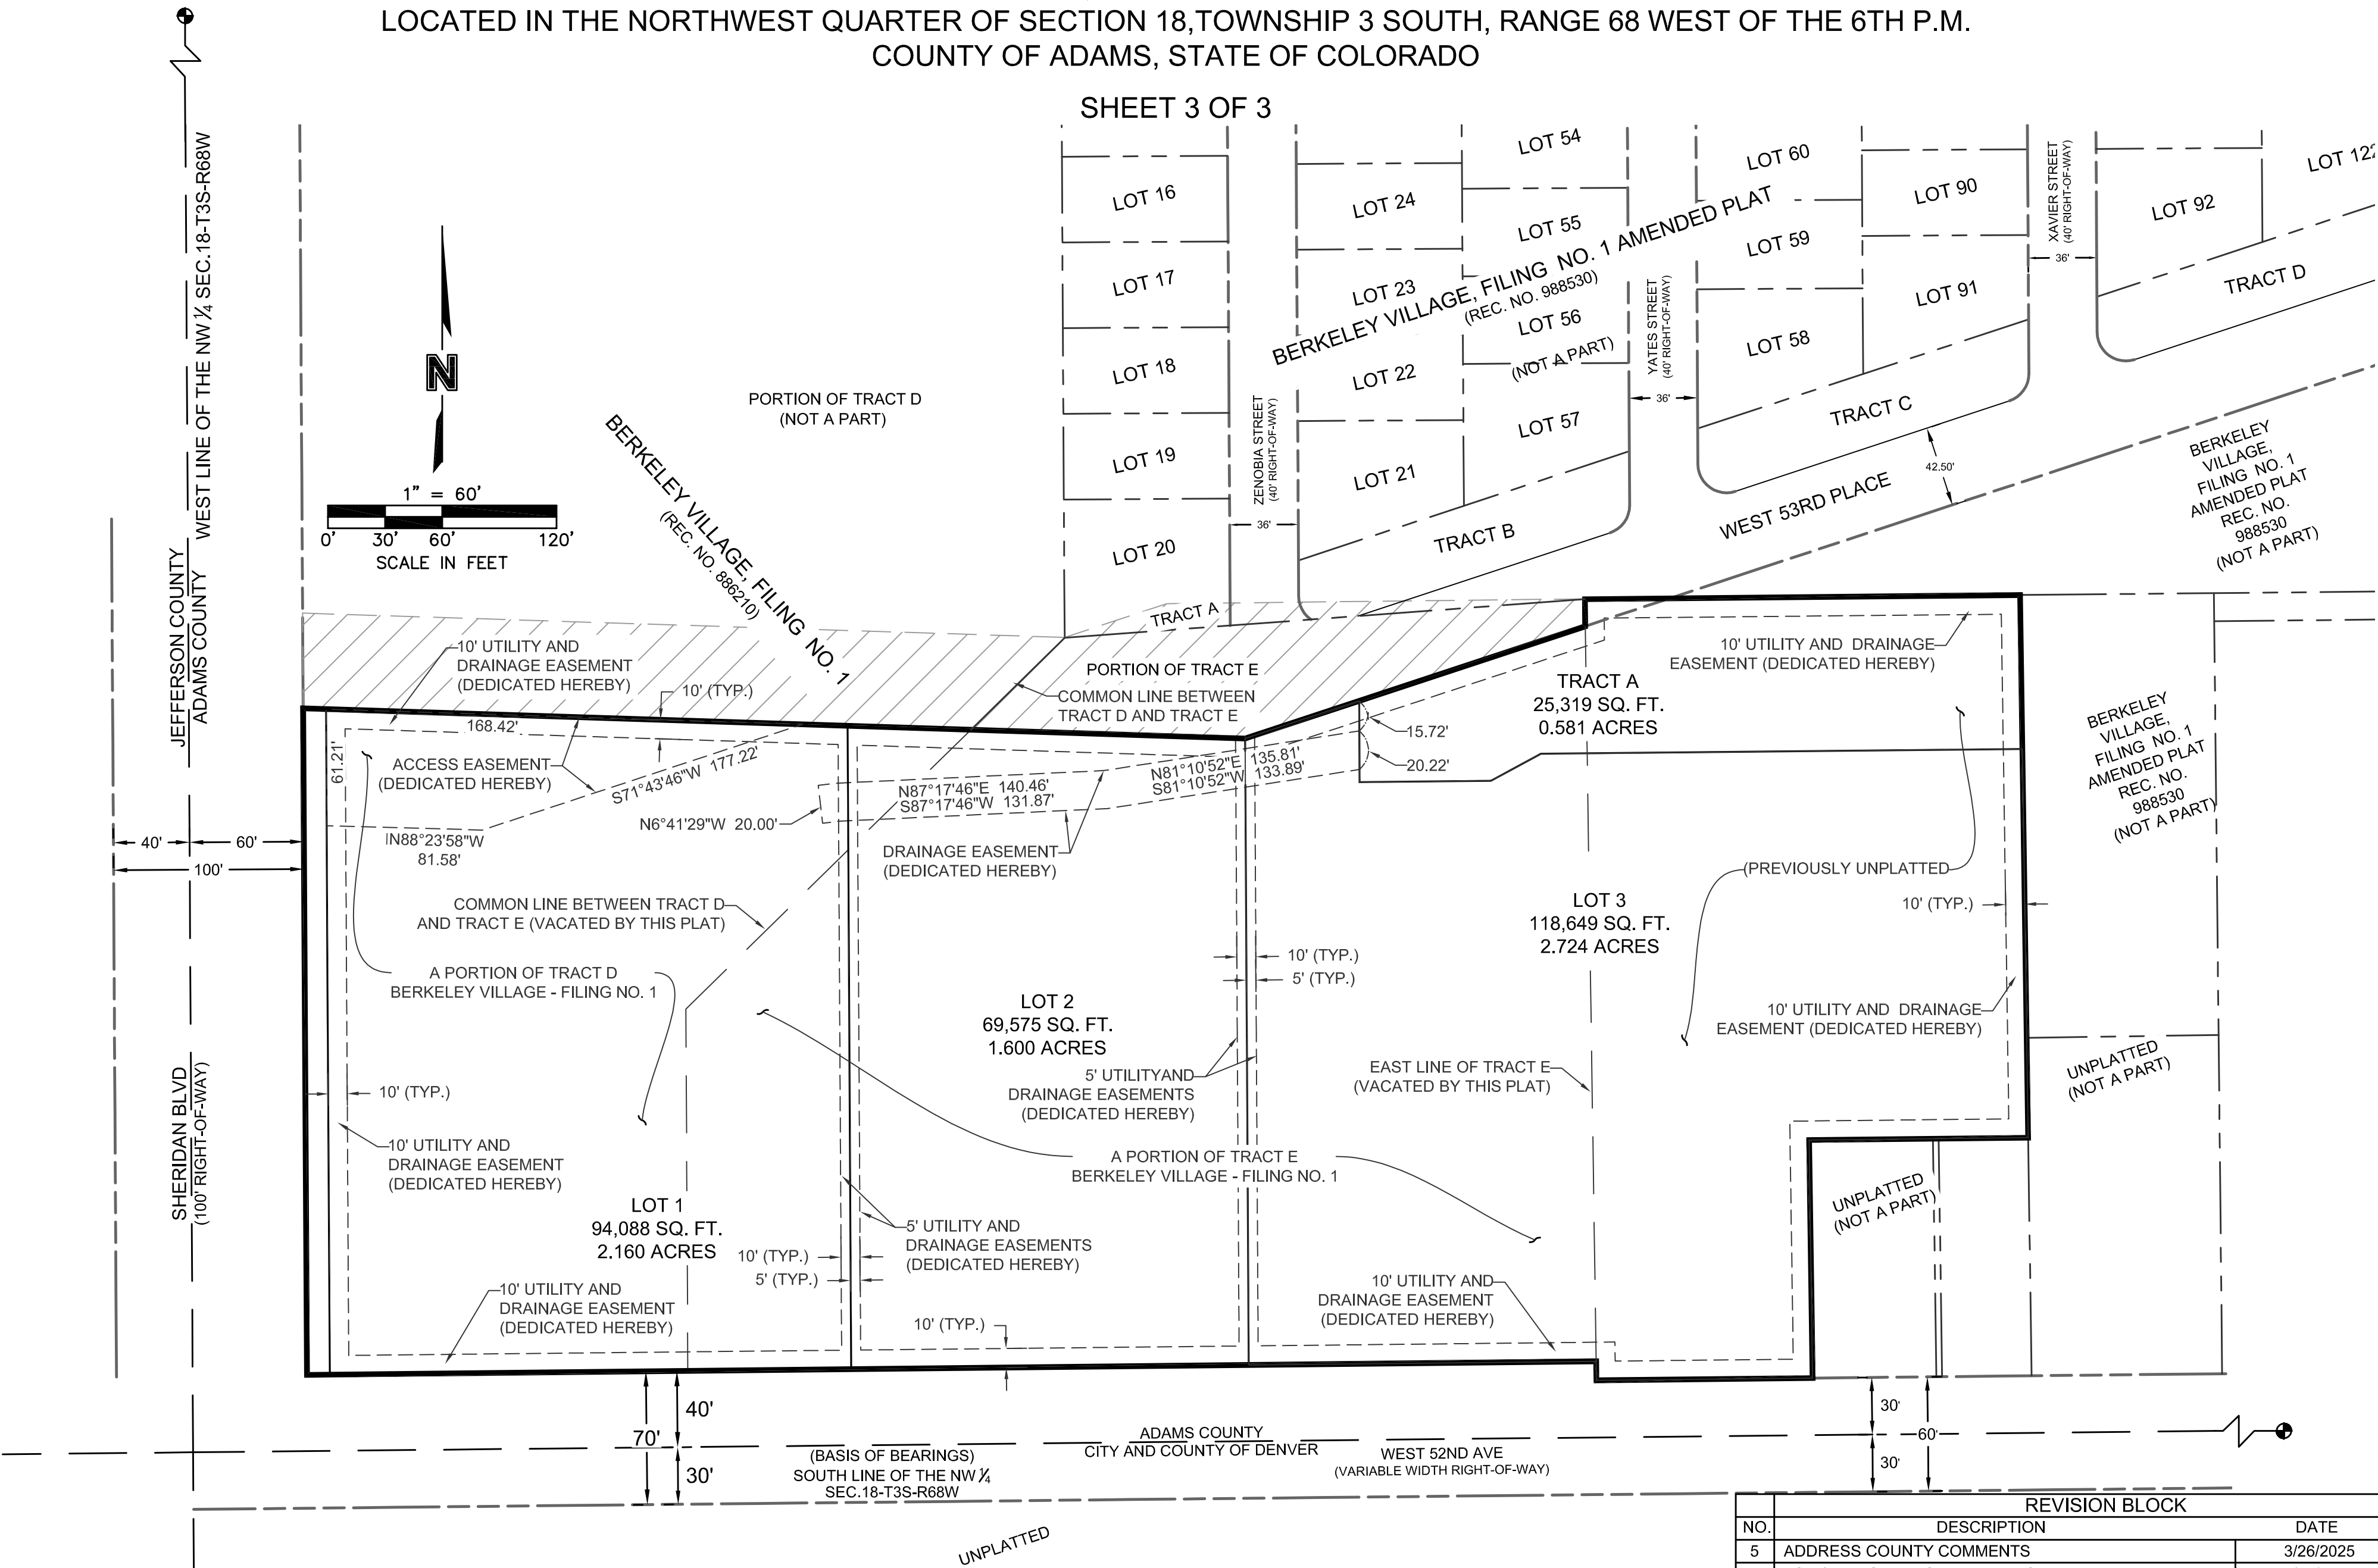 LOCATED IN THE NORTHWEST QUARTER OF SECTION 18,TOWNSHIP 3 SOUTH, RANGE 68 WEST OF THE 6TH P.M.
COUNTY OF ADAMS, STATE OF COLORADO
SHEET 3 OF 3
WEST LINE OF THE NW ¼ SEC.18-T3S-R68W
JEFFERSON COUNTY
ADAMS COUNTY
SHERIDAN BLVD
(100' RIGHT-OF-WAY)
N
1" = 60'
0' 30' 60' 120'
SCALE IN FEET
PORTION OF TRACT D
(NOT A PART)
BERKELEY VILLAGE, FILING NO. 1
(REC. NO. 886210)
LOT 16
LOT 17
LOT 18
LOT 19
LOT 20
ZENOBIA STREET
(40' RIGHT-OF-WAY)
36'
LOT 24
LOT 23
LOT 22
LOT 21
LOT 54
LOT 55
LOT 56
LOT 57
BERKELEY VILLAGE, FILING NO. 1 AMENDED PLAT
(REC. NO. 988530)
(NOT A PART)
TRACT B
YATES STREET
(40' RIGHT-OF-WAY)
36'
LOT 60
LOT 59
LOT 58
LOT 90
LOT 91
TRACT C
XAVIER STREET
(40' RIGHT-OF-WAY)
36'
LOT 92
LOT 122
TRACT D
WEST 53RD PLACE
42.50'
BERKELEY
VILLAGE,
FILING NO. 1
AMENDED PLAT
REC. NO.
988530
(NOT A PART)
TRACT A
PORTION OF TRACT E
COMMON LINE BETWEEN
TRACT D AND TRACT E
10' UTILITY AND
DRAINAGE EASEMENT
(DEDICATED HEREBY)
10' (TYP.)
168.42'
61.21'
ACCESS EASEMENT
(DEDICATED HEREBY)
S71°43'46"W 177.22'
N88°23'58"W
81.58'
N6°41'29"W 20.00'
N87°17'46"E 140.46'
S87°17'46"W 131.87'
N81°10'52"E 135.81'
S81°10'52"W 133.89'
15.72'
20.22'
DRAINAGE EASEMENT
(DEDICATED HEREBY)
TRACT A
25,319 SQ. FT.
0.581 ACRES
10' UTILITY AND DRAINAGE
EASEMENT (DEDICATED HEREBY)
BERKELEY
VILLAGE,
FILING NO. 1
AMENDED PLAT
REC. NO.
988530
(NOT A PART)
40'
60'
100'
COMMON LINE BETWEEN TRACT D
AND TRACT E (VACATED BY THIS PLAT)
A PORTION OF TRACT D
BERKELEY VILLAGE - FILING NO. 1
(PREVIOUSLY UNPLATTED
10' (TYP.)
LOT 3
118,649 SQ. FT.
2.724 ACRES
10' (TYP.)
5' (TYP.)
LOT 2
69,575 SQ. FT.
1.600 ACRES
10' UTILITY AND DRAINAGE
EASEMENT (DEDICATED HEREBY)
5' UTILITYAND
DRAINAGE EASEMENTS
(DEDICATED HEREBY)
EAST LINE OF TRACT E
(VACATED BY THIS PLAT)
UNPLATTED
(NOT A PART)
10' (TYP.)
10' UTILITY AND
DRAINAGE EASEMENT
(DEDICATED HEREBY)
A PORTION OF TRACT E
BERKELEY VILLAGE - FILING NO. 1
UNPLATTED
(NOT A PART)
LOT 1
94,088 SQ. FT.
2.160 ACRES
10' (TYP.)
5' (TYP.)
5' UTILITY AND
DRAINAGE EASEMENTS
(DEDICATED HEREBY)
10' UTILITY AND
DRAINAGE EASEMENT
(DEDICATED HEREBY)
10' (TYP.)
10' UTILITY AND
DRAINAGE EASEMENT
(DEDICATED HEREBY)
70'
40'
30'
(BASIS OF BEARINGS)
SOUTH LINE OF THE NW ¼
SEC.18-T3S-R68W
ADAMS COUNTY
CITY AND COUNTY OF DENVER
WEST 52ND AVE
(VARIABLE WIDTH RIGHT-OF-WAY)
30'
60'
30'
UNPLATTED
REVISION BLOCK
NO. DESCRIPTION DATE
5 ADDRESS COUNTY COMMENTS 3/26/2025